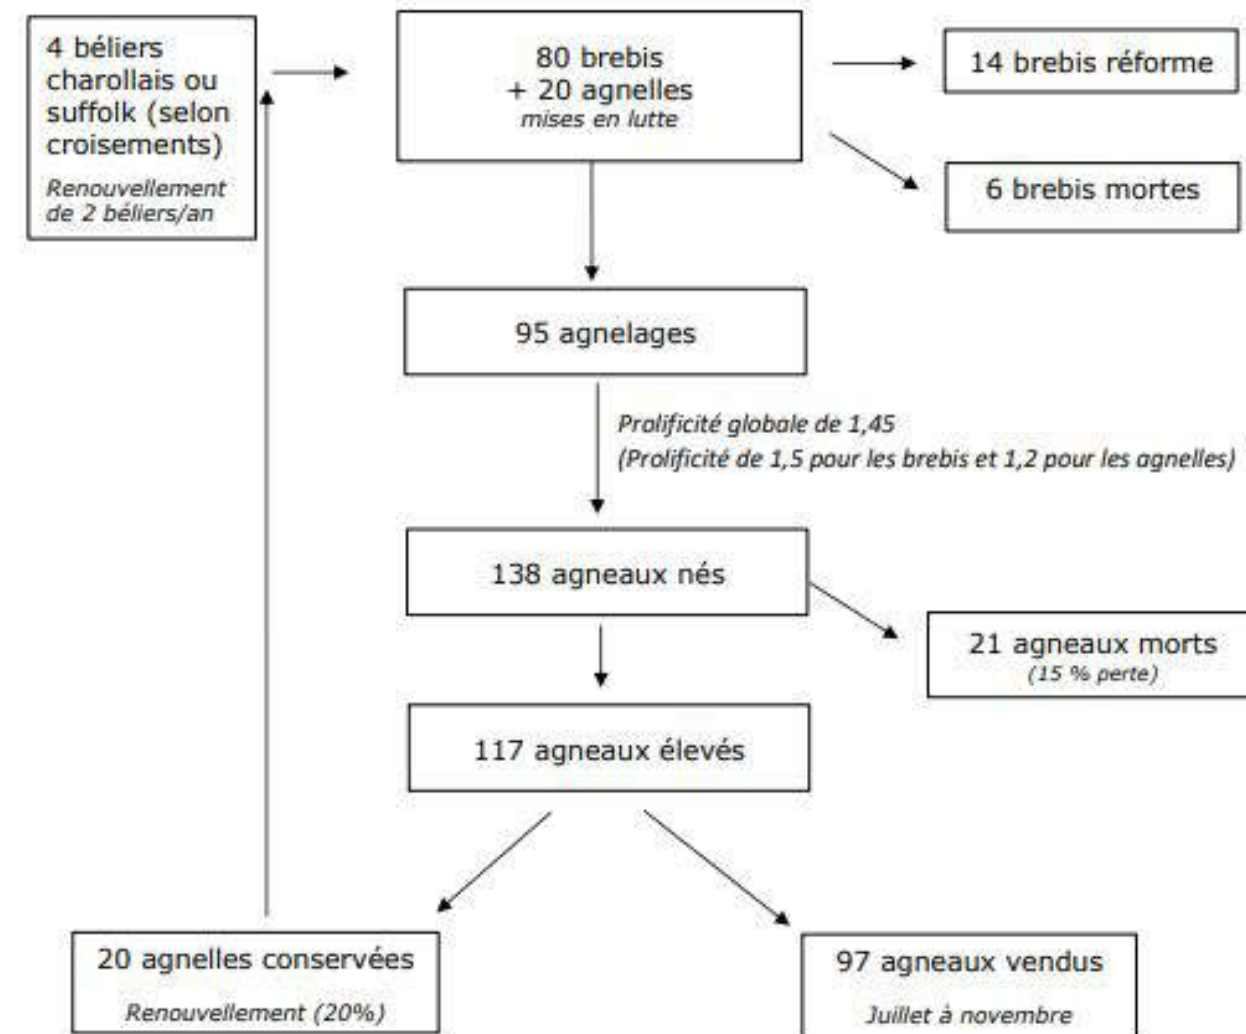 4 béliers
charollais ou
suffolk (selon
croisements)
Renouvellement
de 2 béliers/an
80 brebis
+ 20 agnelles
mises en lutte
14 brebis réforme
6 brebis mortes
95 agnelages
Prolificité globale de 1,45
(Prolificité de 1,5 pour les brebis et 1,2 pour les agnelles)
138 agneaux nés
21 agneaux morts
(15 % perte)
117 agneaux élevés
20 agnelles conservées
Renouvellement (20%)
97 agneaux vendus
Juillet à novembre